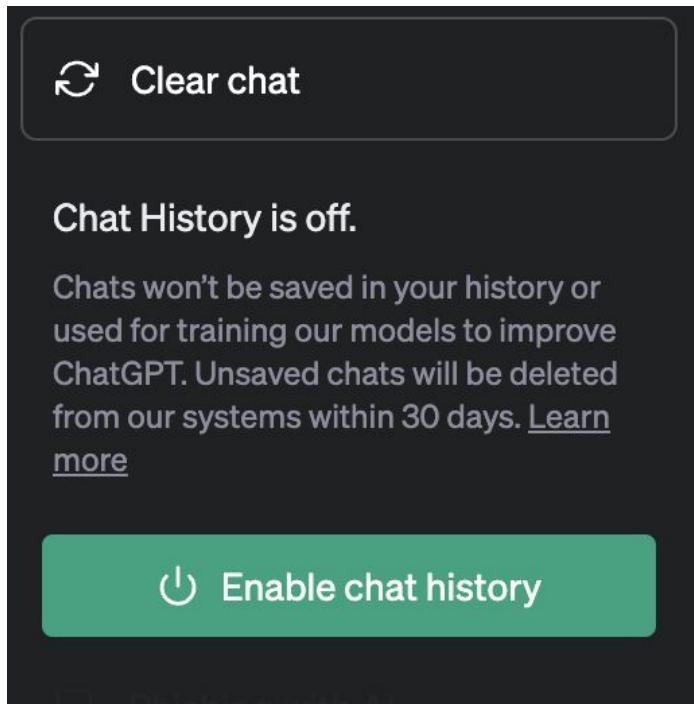 Clear chat
Chat History is off.
Chats won’t be saved in your history or
used for training our models to improve
ChatGPT. Unsaved chats will be deleted
from our systems within 30 days. Learn
more
Enable chat history